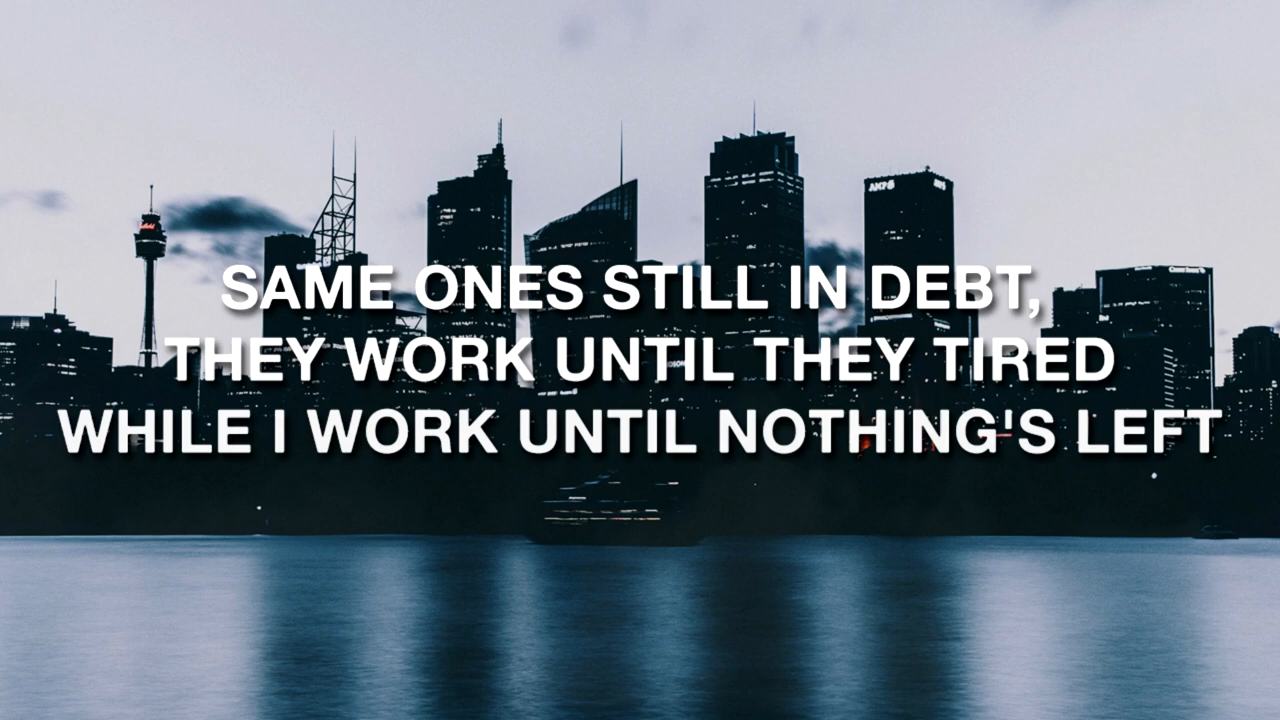 SAME ONES STILL IN DEBT,
THEY WORK UNTIL THEY TIRED
WHILE I WORK UNTIL NOTHING'S LEFT